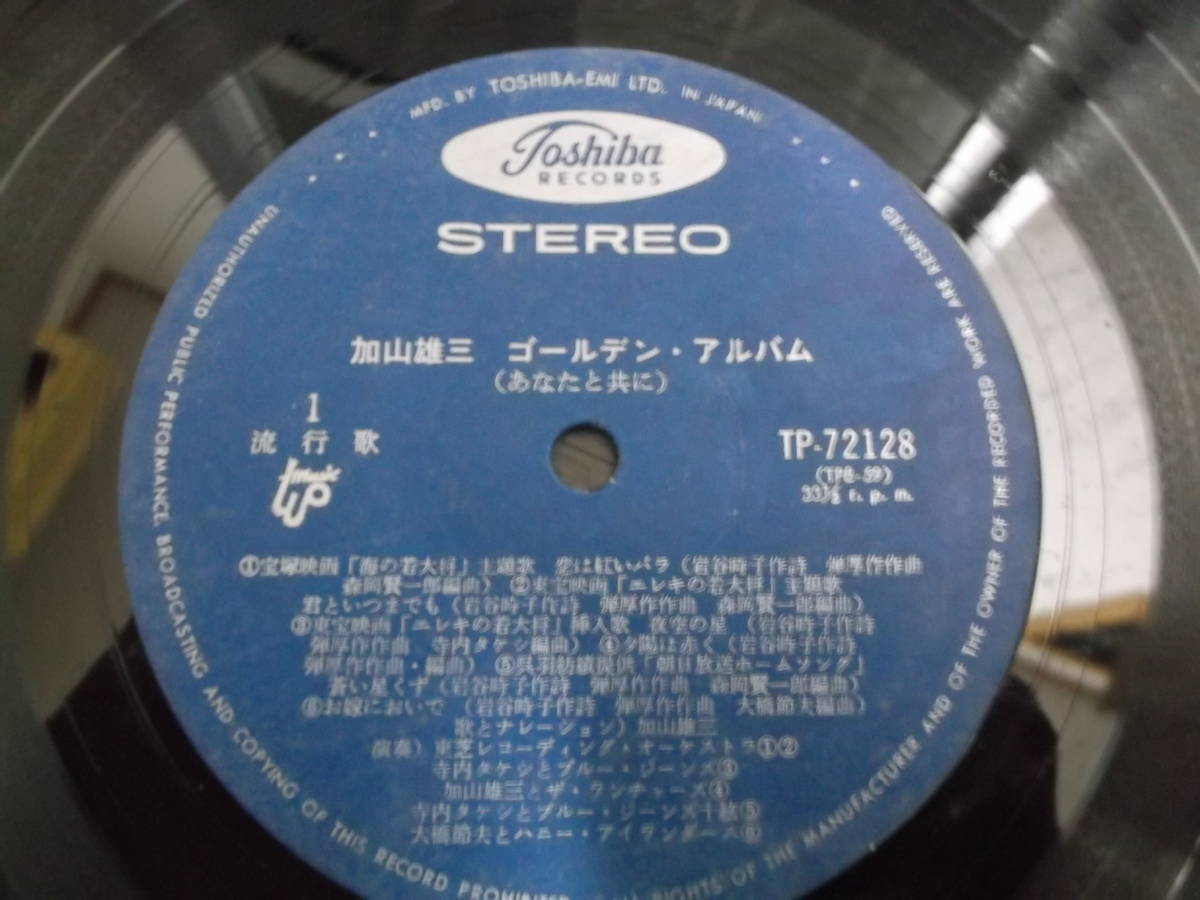 MFD. BY TOSHIBA-EMI LTD. IN JAPAN
Toshiba
RECORDS
STEREO
加山雄三 ゴールデン・アルバム
(あなたと共に)
1
流行歌
TP-72128
(TPG-59)
33⅓ r. p. m.
①宝塚映画「海の若大将」主題歌 恋は紅いバラ(岩谷時子作詩 弾厚作作曲
森岡賢一郎編曲) ②東宝映画「エレキの若大将」主題歌
君といつまでも(岩谷時子作詩 弾厚作作曲 森岡賢一郎編曲)
③東宝映画「エレキの若大将」挿入歌 夜空の星 (岩谷時子作詩
弾厚作作曲 寺内タケシ編曲) ④夕陽は赤く(岩谷時子作詩
弾厚作作曲・編曲) ⑤呉羽紡績提供「朝日放送ホームソング」
蒼い星くず(岩谷時子作詩 弾厚作作曲 森岡賢一郎編曲)
⑥お嫁においで (岩谷時子作詩 弾厚作作曲 大橋節夫編曲)
歌とナレーション) 加山雄三
演奏) 東芝レコーディング・オーケストラ①②
寺内タケシとブルー・ジーンズ③
加山雄三とザ・ランチャーズ④
寺内タケシとブルー・ジーンズ十絃⑤
大橋節夫とハニー・アイランダース⑥
UNAUTHORIZED PUBLIC PERFORMANCE, BROADCASTING AND COPYING OF THIS RECORD PROHIBITED. ALL RIGHTS OF THE MANUFACTURER AND OF THE OWNER OF THE RECORDED WORK ARE RESERVED